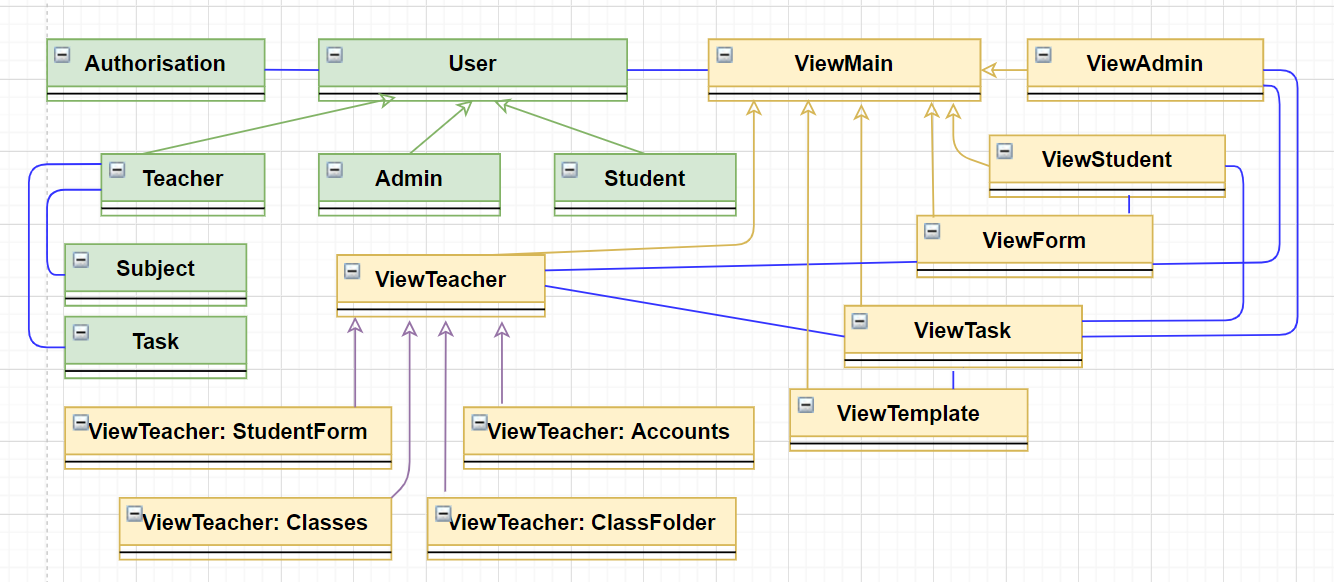 Authorisation
User
ViewMain
ViewAdmin
ViewStudent
Teacher
Admin
Student
ViewForm
Subject
ViewTeacher
ViewTask
Task
ViewTemplate
ViewTeacher: StudentForm
ViewTeacher: Accounts
ViewTeacher: Classes
ViewTeacher: ClassFolder